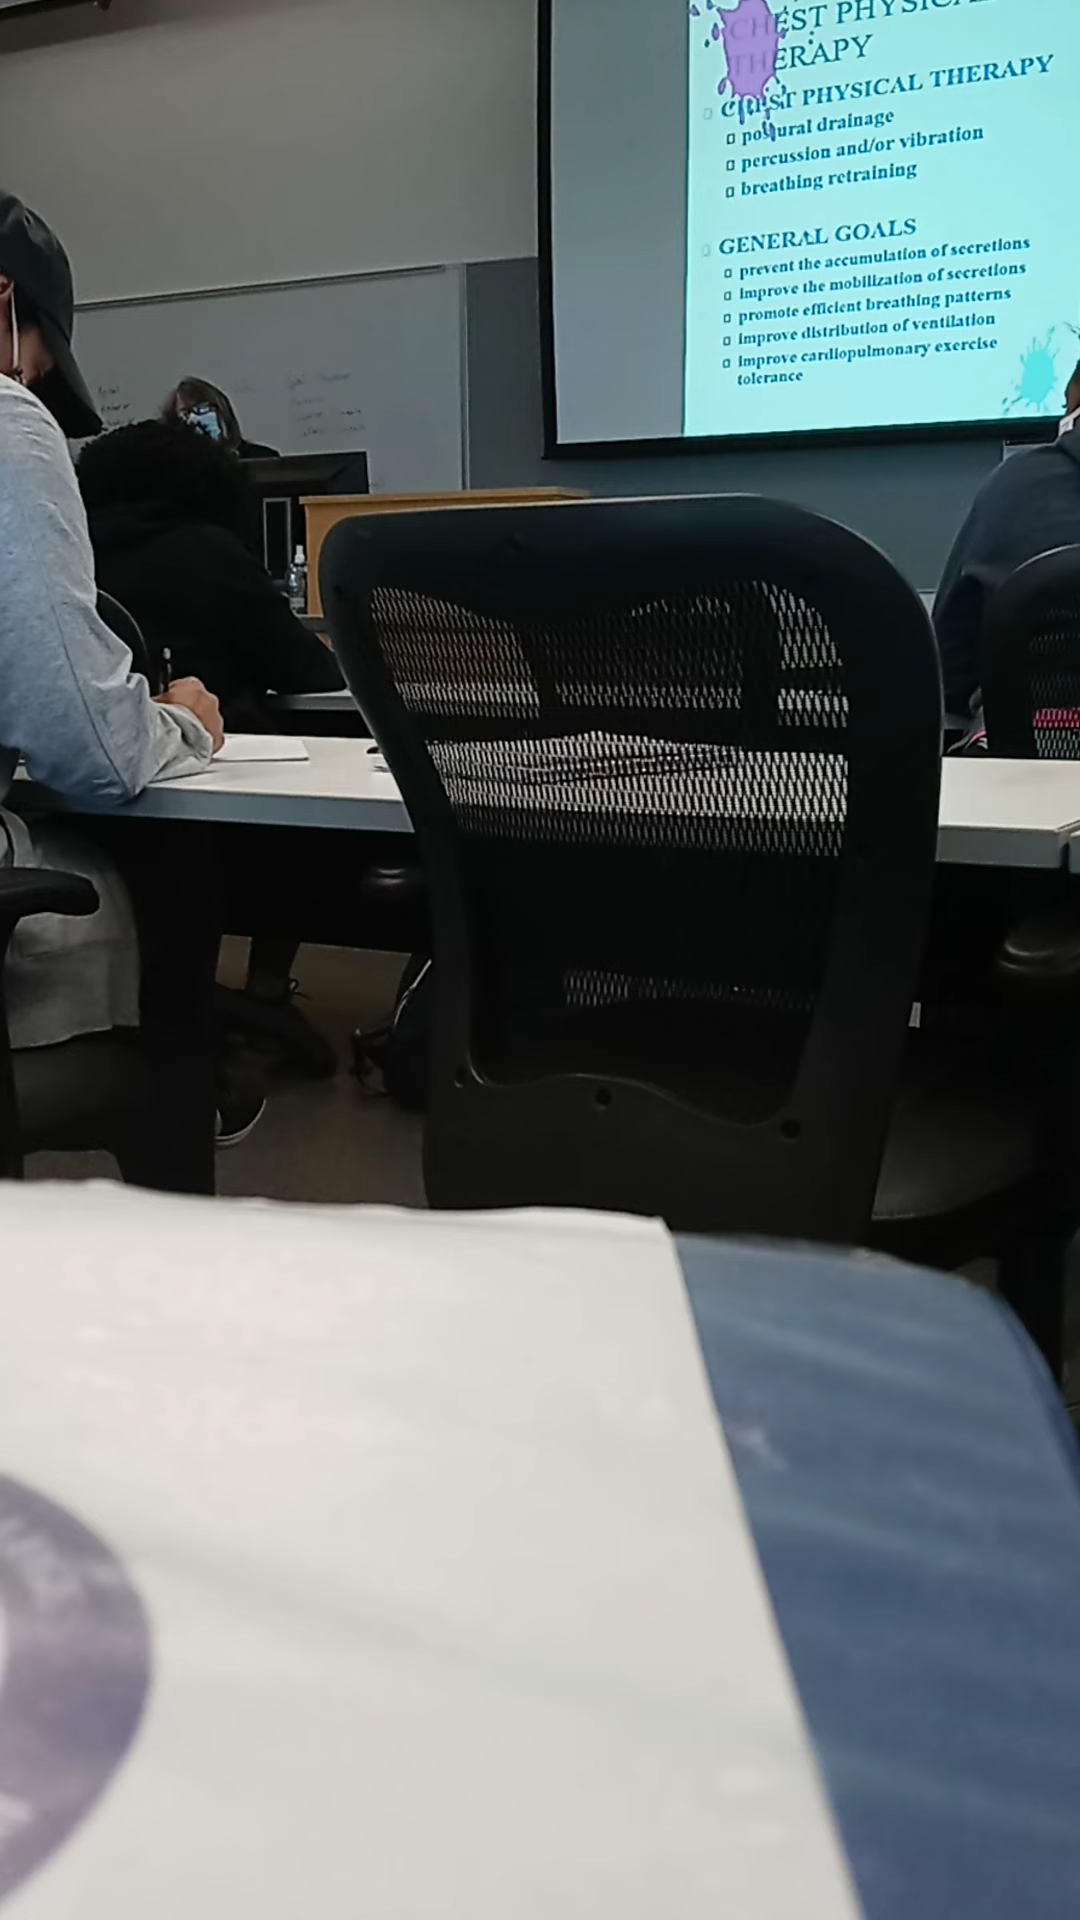 CHEST PHYSICAL
THERAPY
CHEST PHYSICAL THERAPY
postural drainage
percussion and/or vibration
breathing retraining
GENERAL GOALS
prevent the accumulation of secretions
improve the mobilization of secretions
promote efficient breathing patterns
improve distribution of ventilation
improve cardiopulmonary exercise
tolerance